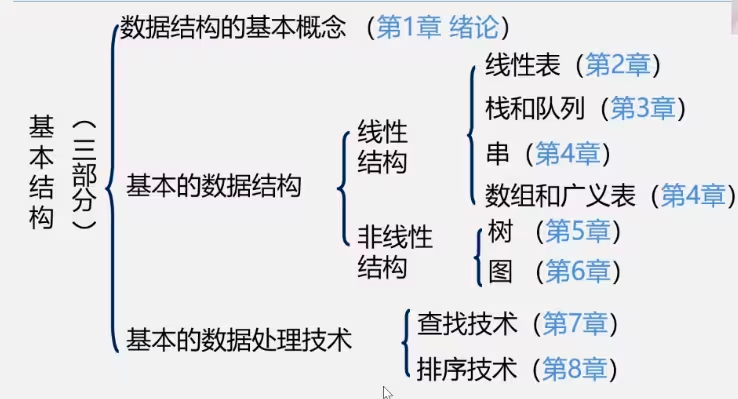 基本结构
（三部分）
数据结构的基本概念（第1章 绪论）
基本的数据结构
线性
结构
线性表（第2章）
栈和队列（第3章）
串（第4章）
数组和广义表（第4章）
非线性
结构
树（第5章）
图（第6章）
基本的数据处理技术
查找技术（第7章）
排序技术（第8章）